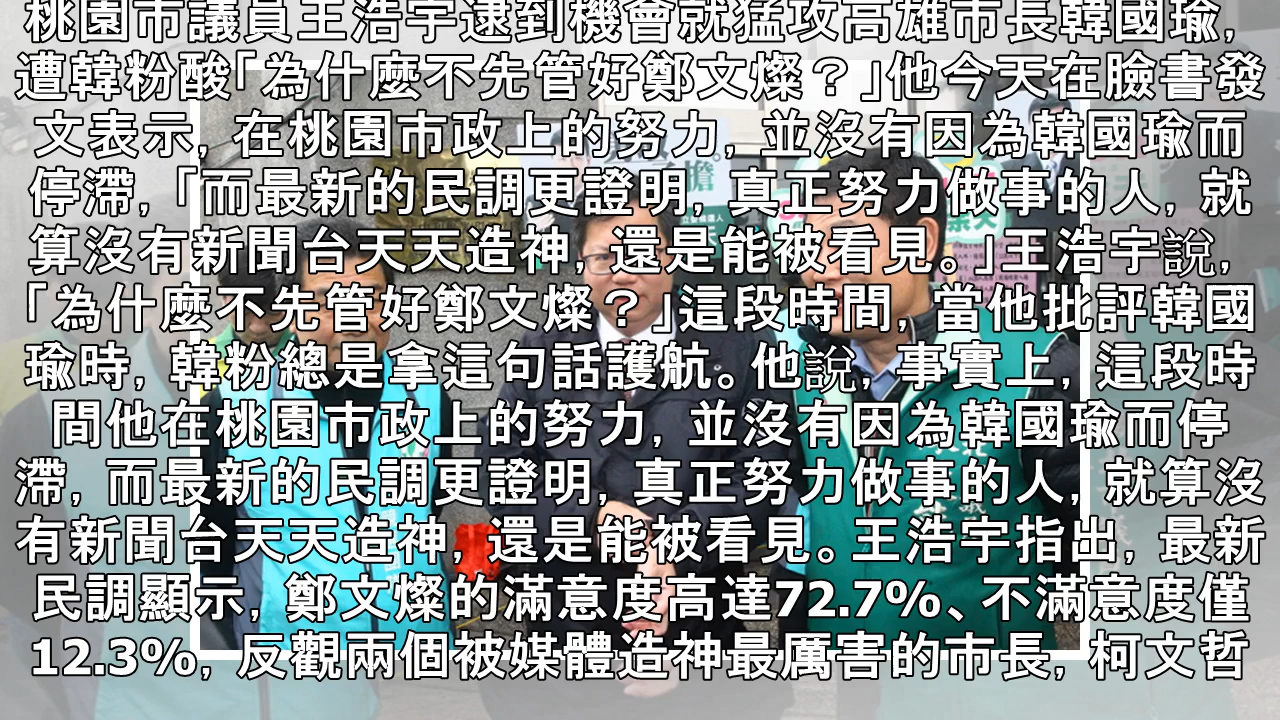 桃園市議員王浩宇逮到機會就猛攻高雄市長韓國瑜,
遭韓粉酸「為什麼不先管好鄭文燦？」他今天在臉書發
文表示, 在桃園市政上的努力, 並沒有因為韓國瑜而
停滯,「而最新的民調更證明, 真正努力做事的人, 就
算沒有新聞台天天造神, 還是能被看見。」王浩宇說,
「為什麼不先管好鄭文燦？」這段時間, 當他批評韓國
瑜時, 韓粉總是拿這句話護航。他說, 事實上, 這段時
間他在桃園市政上的努力, 並沒有因為韓國瑜而停
滯, 而最新的民調更證明, 真正努力做事的人, 就算沒
有新聞台天天造神, 還是能被看見。王浩宇指出, 最新
民調顯示, 鄭文燦的滿意度高達72.7%、不滿意度僅
12.3%, 反觀兩個被媒體造神最厲害的市長, 柯文哲